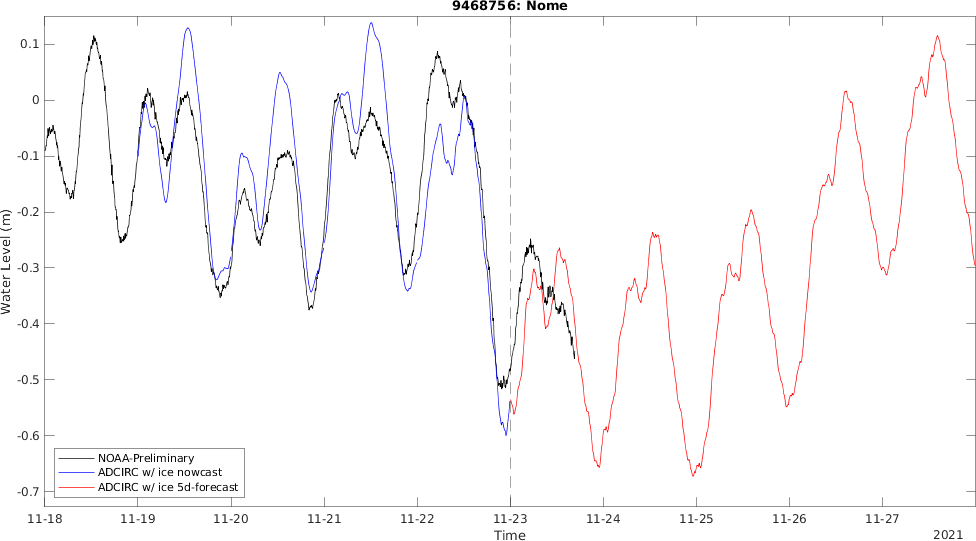 9468756: Nome
Water Level (m)
0.1
0
-0.1
-0.2
-0.3
-0.4
-0.5
-0.6
-0.7
NOAA-Preliminary
ADCIRC w/ ice nowcast
ADCIRC w/ ice 5d-forecast
11-18 11-19 11-20 11-21 11-22 11-23 11-24 11-25 11-26 11-27
Time
2021